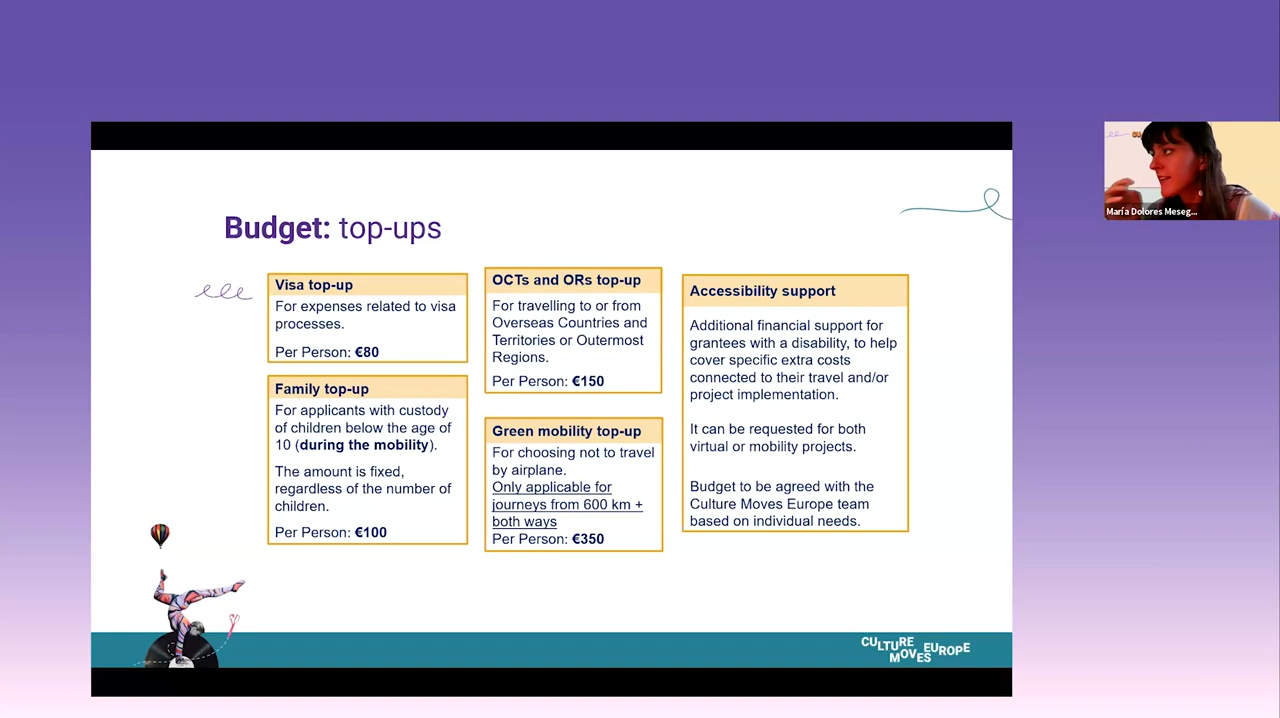 Budget: top-ups
Visa top-up
For expenses related to visa
processes.
Per Person: €80
Family top-up
For applicants with custody
of children below the age of
10 (during the mobility).
The amount is fixed,
regardless of the number of
children.
Per Person: €100
OCTs and ORs top-up
For travelling to or from
Overseas Countries and
Territories or Outermost
Regions.
Per Person: €150
Green mobility top-up
For choosing not to travel
by airplane.
Only applicable for
journeys from 600 km +
both ways
Per Person: €350
Accessibility support
Additional financial support for
grantees with a disability, to help
cover specific extra costs
connected to their travel and/or
project implementation.
It can be requested for both
virtual or mobility projects.
Budget to be agreed with the
Culture Moves Europe team
based on individual needs.
CULTURE
MOVES EUROPE
María Dolores Meseg...